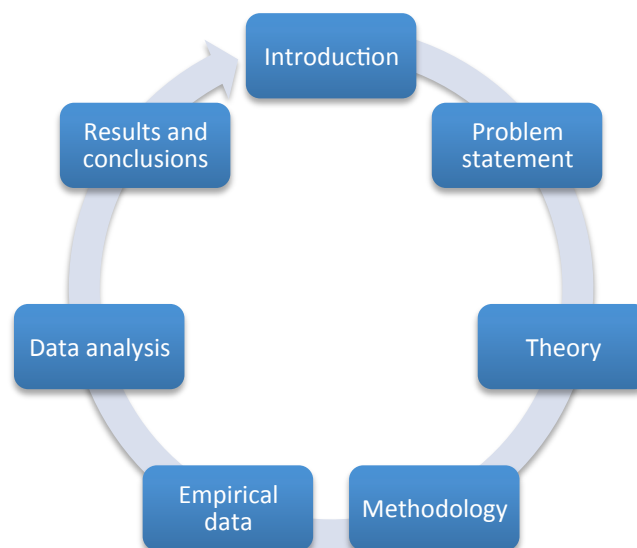 Introduction
Problem
statement
Theory
Methodology
Empirical
data
Data analysis
Results and
conclusions